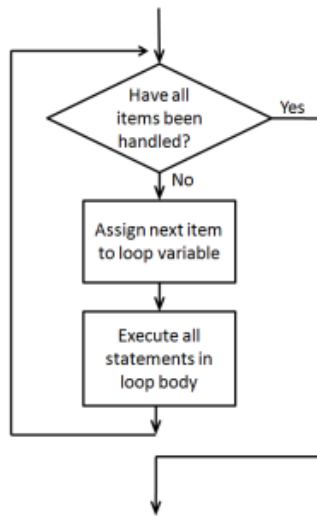 Have all
items been
handled?
Yes
No
Assign next item
to loop variable
Execute all
statements in
loop body